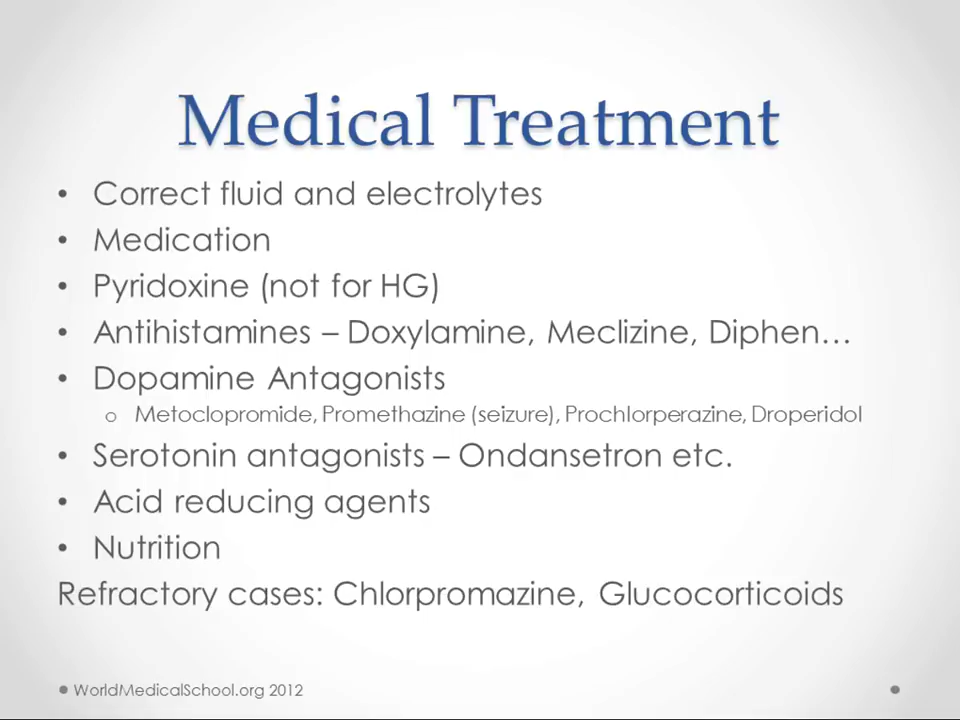 Medical Treatment
• Correct fluid and electrolytes
• Medication
• Pyridoxine (not for HG)
• Antihistamines – Doxylamine, Meclizine, Diphen…
• Dopamine Antagonists
o Metoclopromide, Promethazine (seizure), Prochlorperazine, Droperidol
• Serotonin antagonists – Ondansetron etc.
• Acid reducing agents
• Nutrition
Refractory cases: Chlorpromazine, Glucocorticoids
WorldMedicalSchool.org 2012